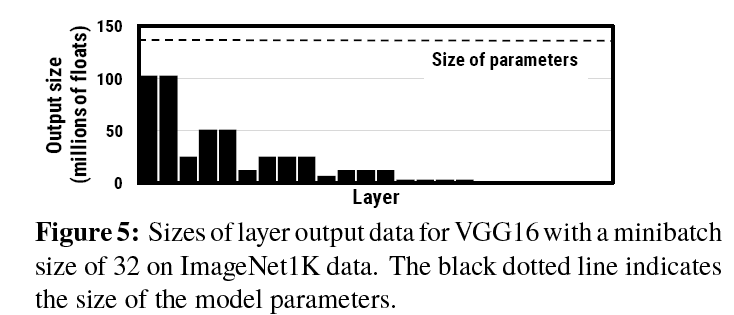 150
100
50
0
Output size
(millions of floats)
Size of parameters
Layer
Figure 5: Sizes of layer output data for VGG16 with a minibatch
size of 32 on ImageNet1K data. The black dotted line indicates
the size of the model parameters.